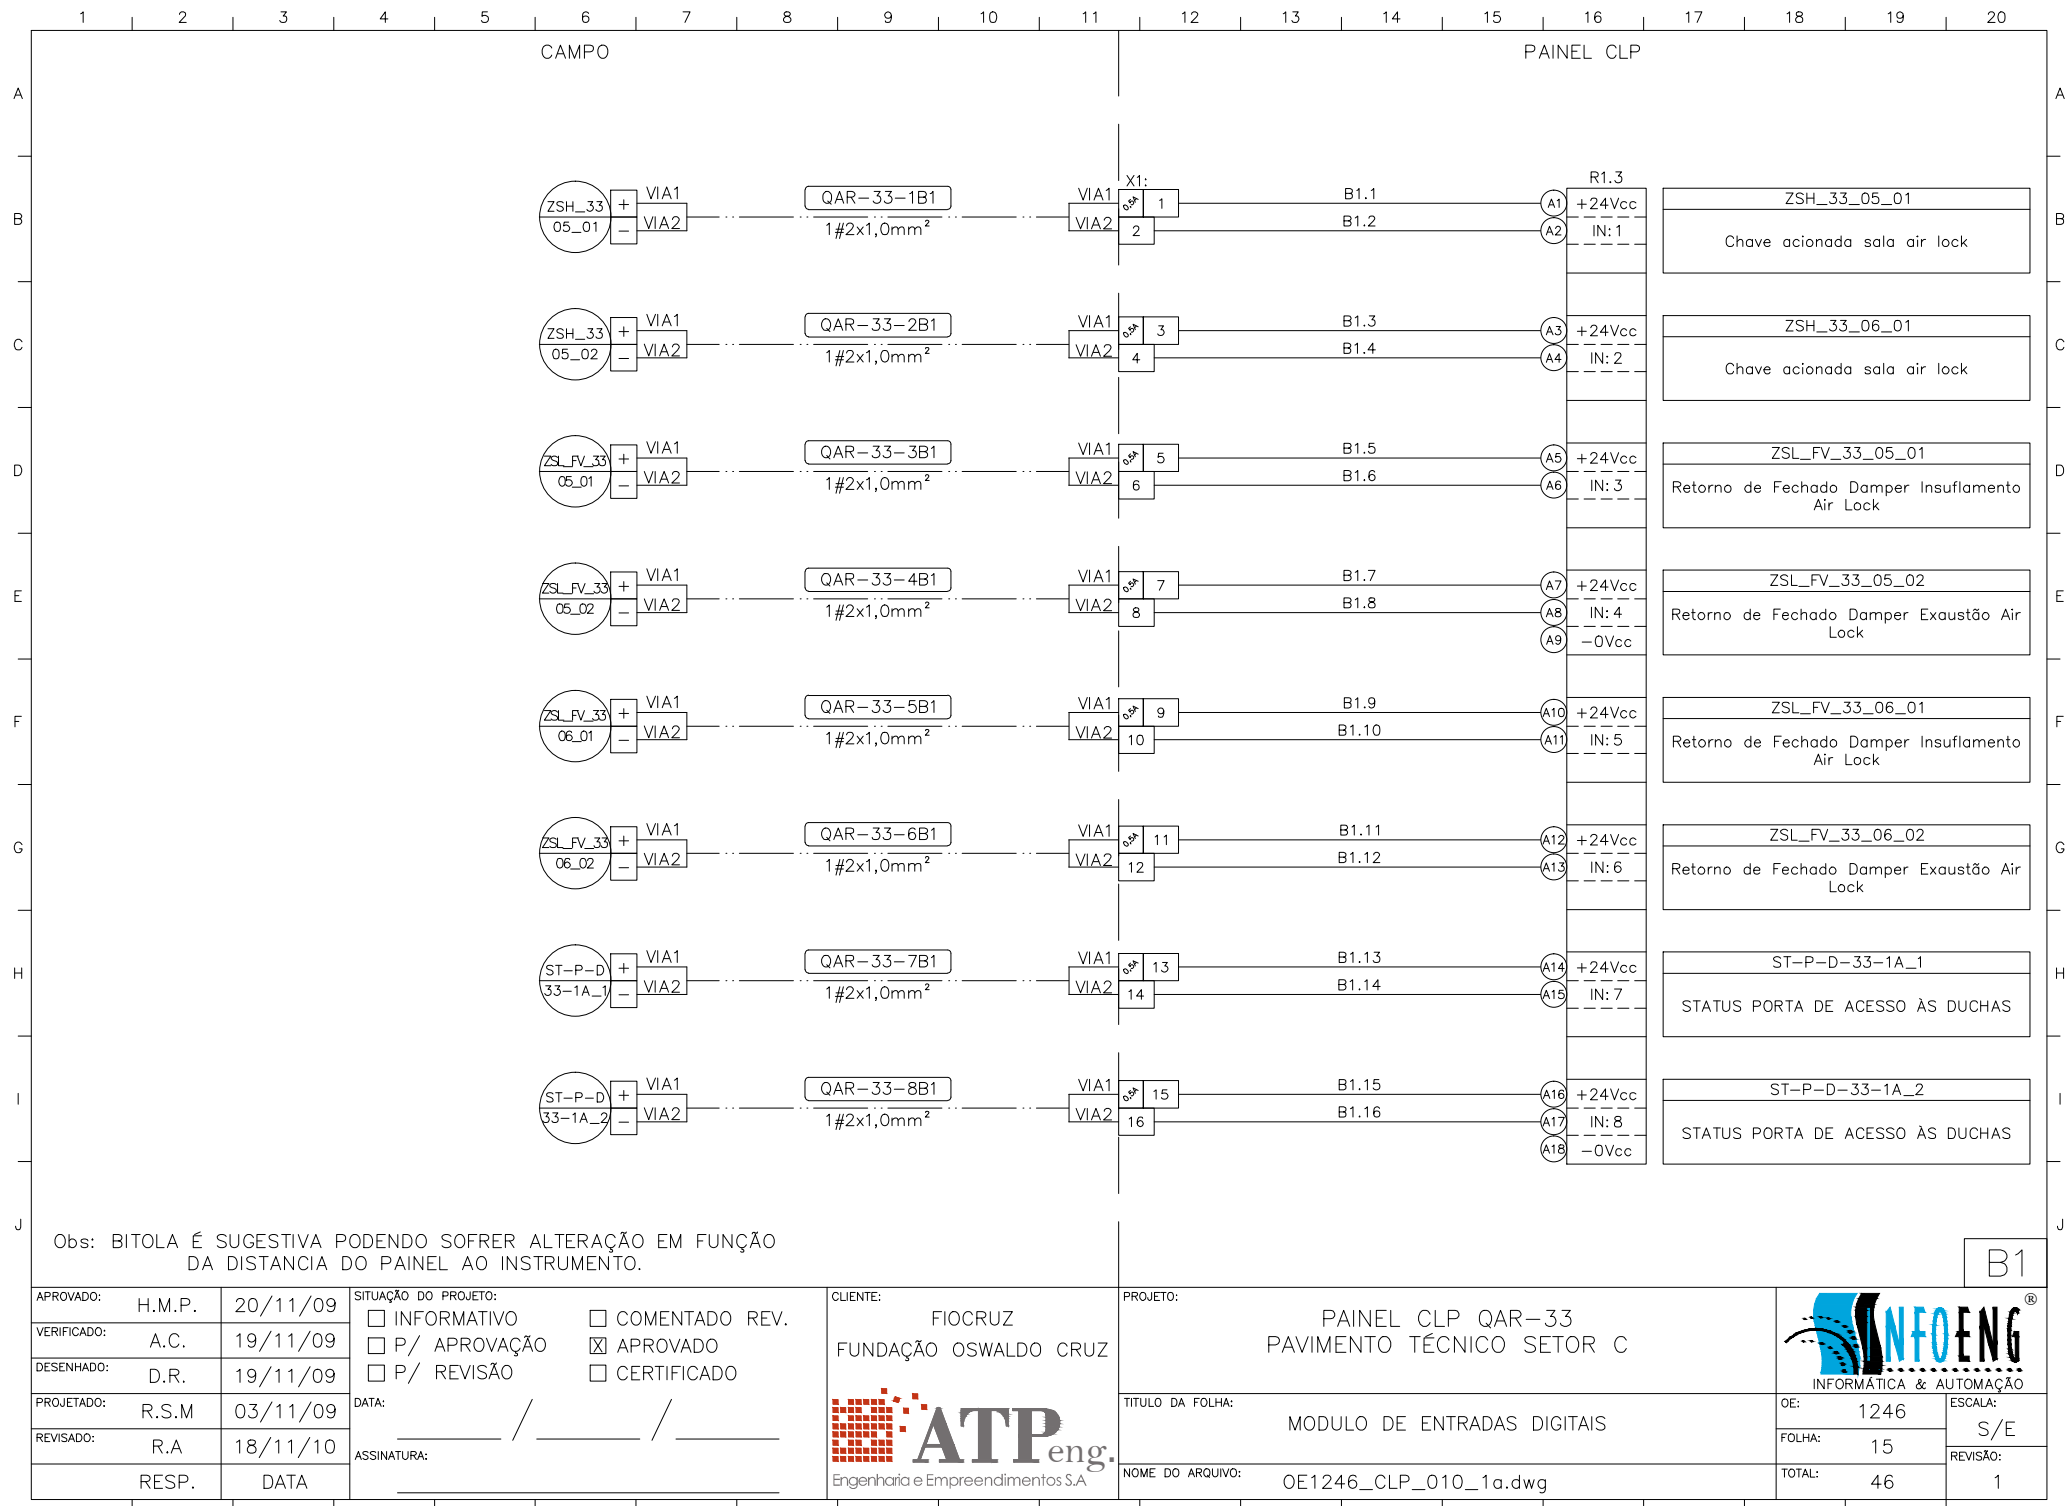 1 2 3 4 5 6 7 8 9 10 11 12 13 14 15 16 17 18 19 20
CAMPO
PAINEL CLP
A A
X1:
R1.3
B B
ZSH_33
05_01
+
−
VIA1
VIA2
QAR−33−1B1
1#2x1,0mm²
VIA1
VIA2
0,5A 1
2
B1.1
B1.2
A1 +24Vcc
A2 IN: 1
ZSH_33_05_01
Chave acionada sala air lock
C C
ZSH_33
05_02
+
−
VIA1
VIA2
QAR−33−2B1
1#2x1,0mm²
VIA1
VIA2
0,5A 3
4
B1.3
B1.4
A3 +24Vcc
A4 IN: 2
ZSH_33_06_01
Chave acionada sala air lock
D D
ZSL_FV_33
05_01
+
−
VIA1
VIA2
QAR−33−3B1
1#2x1,0mm²
VIA1
VIA2
0,5A 5
6
B1.5
B1.6
A5 +24Vcc
A6 IN: 3
ZSL_FV_33_05_01
Retorno de Fechado Damper Insuflamento
Air Lock
E E
ZSL_FV_33
05_02
+
−
VIA1
VIA2
QAR−33−4B1
1#2x1,0mm²
VIA1
VIA2
0,5A 7
8
B1.7
B1.8
A7 +24Vcc
A8 IN: 4
A9 −0Vcc
ZSL_FV_33_05_02
Retorno de Fechado Damper Exaustão Air
Lock
F F
ZSL_FV_33
06_01
+
−
VIA1
VIA2
QAR−33−5B1
1#2x1,0mm²
VIA1
VIA2
0,5A 9
10
B1.9
B1.10
A10 +24Vcc
A11 IN: 5
ZSL_FV_33_06_01
Retorno de Fechado Damper Insuflamento
Air Lock
G G
ZSL_FV_33
06_02
+
−
VIA1
VIA2
QAR−33−6B1
1#2x1,0mm²
VIA1
VIA2
0,5A 11
12
B1.11
B1.12
A12 +24Vcc
A13 IN: 6
ZSL_FV_33_06_02
Retorno de Fechado Damper Exaustão Air
Lock
H H
ST−P−D
33−1A_1
+
−
VIA1
VIA2
QAR−33−7B1
1#2x1,0mm²
VIA1
VIA2
0,5A 13
14
B1.13
B1.14
A14 +24Vcc
A15 IN: 7
ST−P−D−33−1A_1
STATUS PORTA DE ACESSO ÀS DUCHAS
I I
ST−P−D
33−1A_2
+
−
VIA1
VIA2
QAR−33−8B1
1#2x1,0mm²
VIA1
VIA2
0,5A 15
16
B1.15
B1.16
A16 +24Vcc
A17 IN: 8
A18 −0Vcc
ST−P−D−33−1A_2
STATUS PORTA DE ACESSO ÀS DUCHAS
J J
Obs: BITOLA É SUGESTIVA PODENDO SOFRER ALTERAÇÃO EM FUNÇÃO
DA DISTANCIA DO PAINEL AO INSTRUMENTO.
B1
APROVADO: H.M.P. 20/11/09
VERIFICADO: A.C. 19/11/09
DESENHADO: D.R. 19/11/09
PROJETADO: R.S.M 03/11/09
REVISADO: R.A 18/11/10
RESP. DATA
SITUAÇÃO DO PROJETO:
INFORMATIVO COMENTADO REV.
P/ APROVAÇÃO X APROVADO
P/ REVISÃO CERTIFICADO
DATA: / /
ASSINATURA:
CLIENTE:
FIOCRUZ
FUNDAÇÃO OSWALDO CRUZ
ATPeng.
Engenharia e Empreendimentos S.A
PROJETO:
PAINEL CLP QAR−33
PAVIMENTO TÉCNICO SETOR C
TITULO DA FOLHA:
MODULO DE ENTRADAS DIGITAIS
NOME DO ARQUIVO: OE1246_CLP_010_1a.dwg
INFOENG ®
INFORMÁTICA & AUTOMAÇÃO
OE: 1246
ESCALA: S/E
FOLHA: 15
REVISÃO: 1
TOTAL: 46